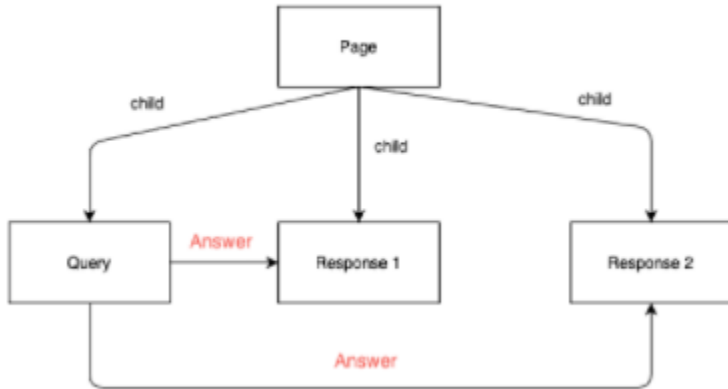 Page
child
child
child
Answer
Query
Response 1
Response 2
Answer